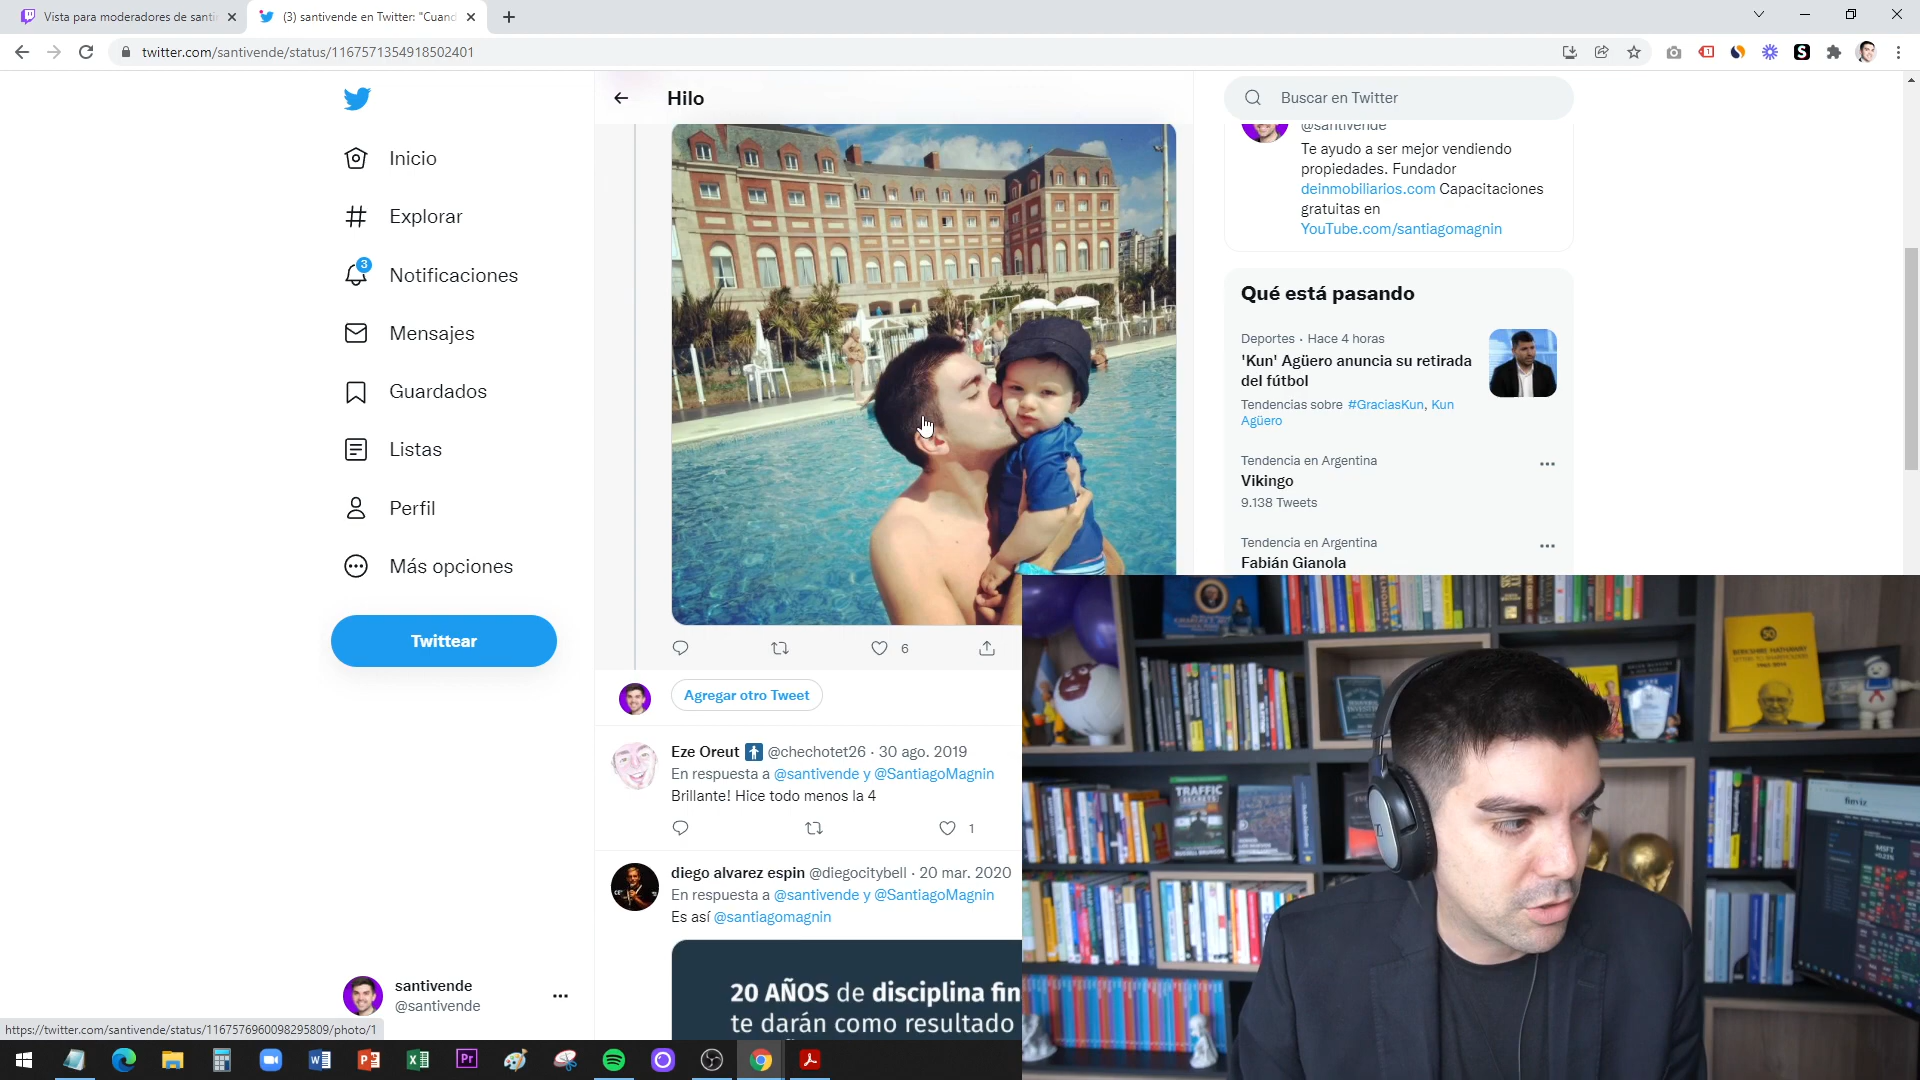 Vista para moderadores de santi
(3) santivende en Twitter: "Cuand
twitter.com/santivende/status/1167571354918502401
Inicio
Explorar
3
Notificaciones
Mensajes
Guardados
Listas
Perfil
Más opciones
Twittear
santivende
@santivende
https://twitter.com/santivende/status/1167576960098295809/photo/1
Hilo
6
Agregar otro Tweet
Eze Oreut @chechotet26 · 30 ago. 2019
En respuesta a @santivende y @SantiagoMagnin
Brillante! Hice todo menos la 4
1
diego alvarez espin @diegocitybell · 20 mar. 2020
En respuesta a @santivende y @SantiagoMagnin
Es así @santiagomagnin
20 AÑOS de disciplina fin
te darán como resultado
Buscar en Twitter
@santivende
Te ayudo a ser mejor vendiendo
propiedades. Fundador
deinmobiliarios.com Capacitaciones
gratuitas en
YouTube.com/santiagomagnin
Qué está pasando
Deportes · Hace 4 horas
'Kun' Agüero anuncia su retirada
del fútbol
Tendencias sobre #GraciasKun, Kun
Agüero
Tendencia en Argentina
Vikingo
9.138 Tweets
Tendencia en Argentina
Fabián Gianola
TRAFFIC
SECRETS
BERKSHIRE HATHAWAY
finviz
MSFT